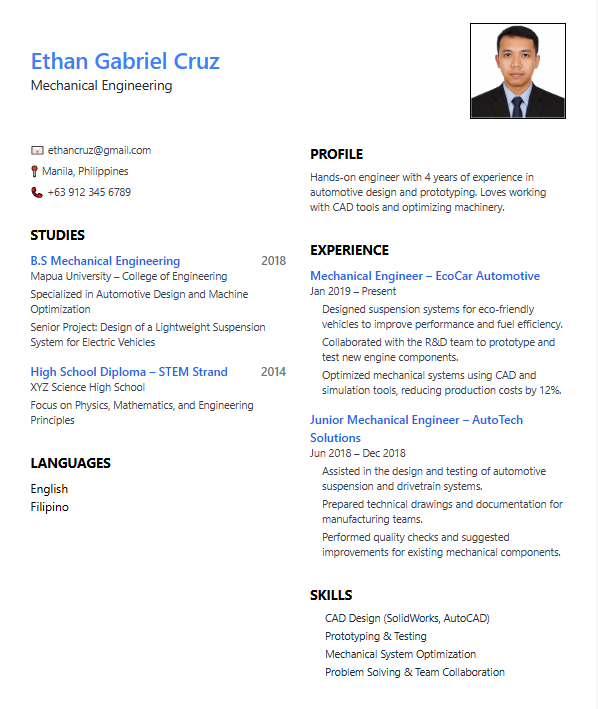 Ethan Gabriel Cruz
Mechanical Engineering
ethancruz@gmail.com
Manila, Philippines
+63 912 345 6789
STUDIES
B.S Mechanical Engineering 2018
Mapua University – College of Engineering
Specialized in Automotive Design and Machine
Optimization
Senior Project: Design of a Lightweight Suspension
System for Electric Vehicles
High School Diploma – STEM Strand 2014
XYZ Science High School
Focus on Physics, Mathematics, and Engineering
Principles
LANGUAGES
English
Filipino
PROFILE
Hands-on engineer with 4 years of experience in
automotive design and prototyping. Loves working
with CAD tools and optimizing machinery.
EXPERIENCE
Mechanical Engineer – EcoCar Automotive
Jan 2019 – Present
Designed suspension systems for eco-friendly
vehicles to improve performance and fuel efficiency.
Collaborated with the R&D team to prototype and
test new engine components.
Optimized mechanical systems using CAD and
simulation tools, reducing production costs by 12%.
Junior Mechanical Engineer – AutoTech
Solutions
Jun 2018 – Dec 2018
Assisted in the design and testing of automotive
suspension and drivetrain systems.
Prepared technical drawings and documentation for
manufacturing teams.
Performed quality checks and suggested
improvements for existing mechanical components.
SKILLS
CAD Design (SolidWorks, AutoCAD)
Prototyping & Testing
Mechanical System Optimization
Problem Solving & Team Collaboration